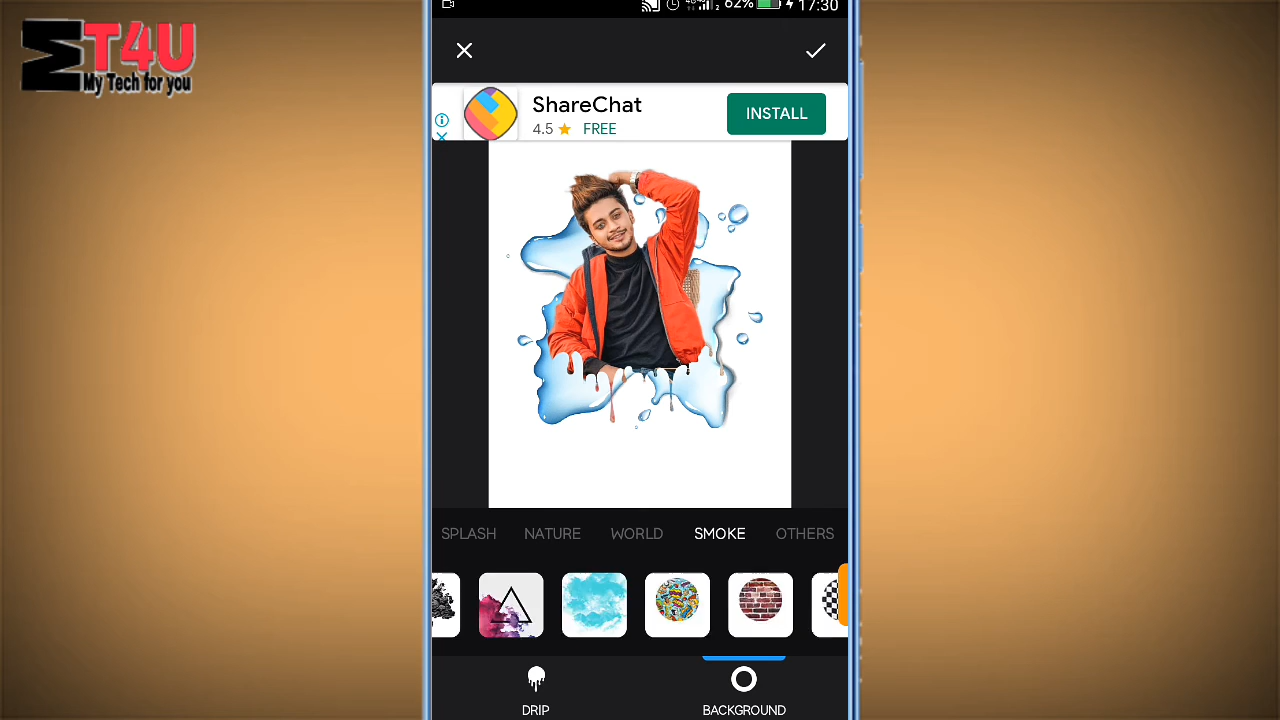 MT4U
My Tech for you
62% 17:30
ShareChat
4.5 FREE
INSTALL
SPLASH NATURE WORLD SMOKE OTHERS
DRIP BACKGROUND